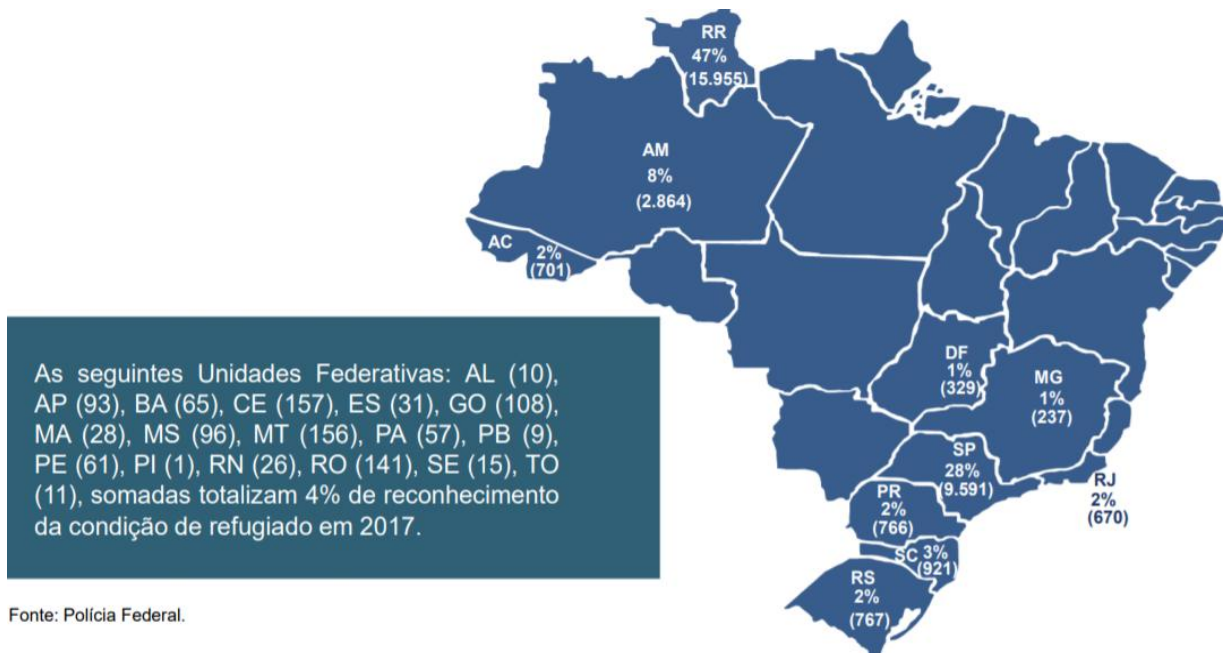 RR
47%
(15.955)
AM
8%
(2.864)
AC
2%
(701)
DF
1%
(329)
MG
1%
(237)
SP
28%
(9.591)
RJ
2%
(670)
PR
2%
(766)
SC 3%
(921)
RS
2%
(767)
As seguintes Unidades Federativas: AL (10),
AP (93), BA (65), CE (157), ES (31), GO (108),
MA (28), MS (96), MT (156), PA (57), PB (9),
PE (61), PI (1), RN (26), RO (141), SE (15), TO
(11), somadas totalizam 4% de reconhecimento
da condição de refugiado em 2017.
Fonte: Polícia Federal.